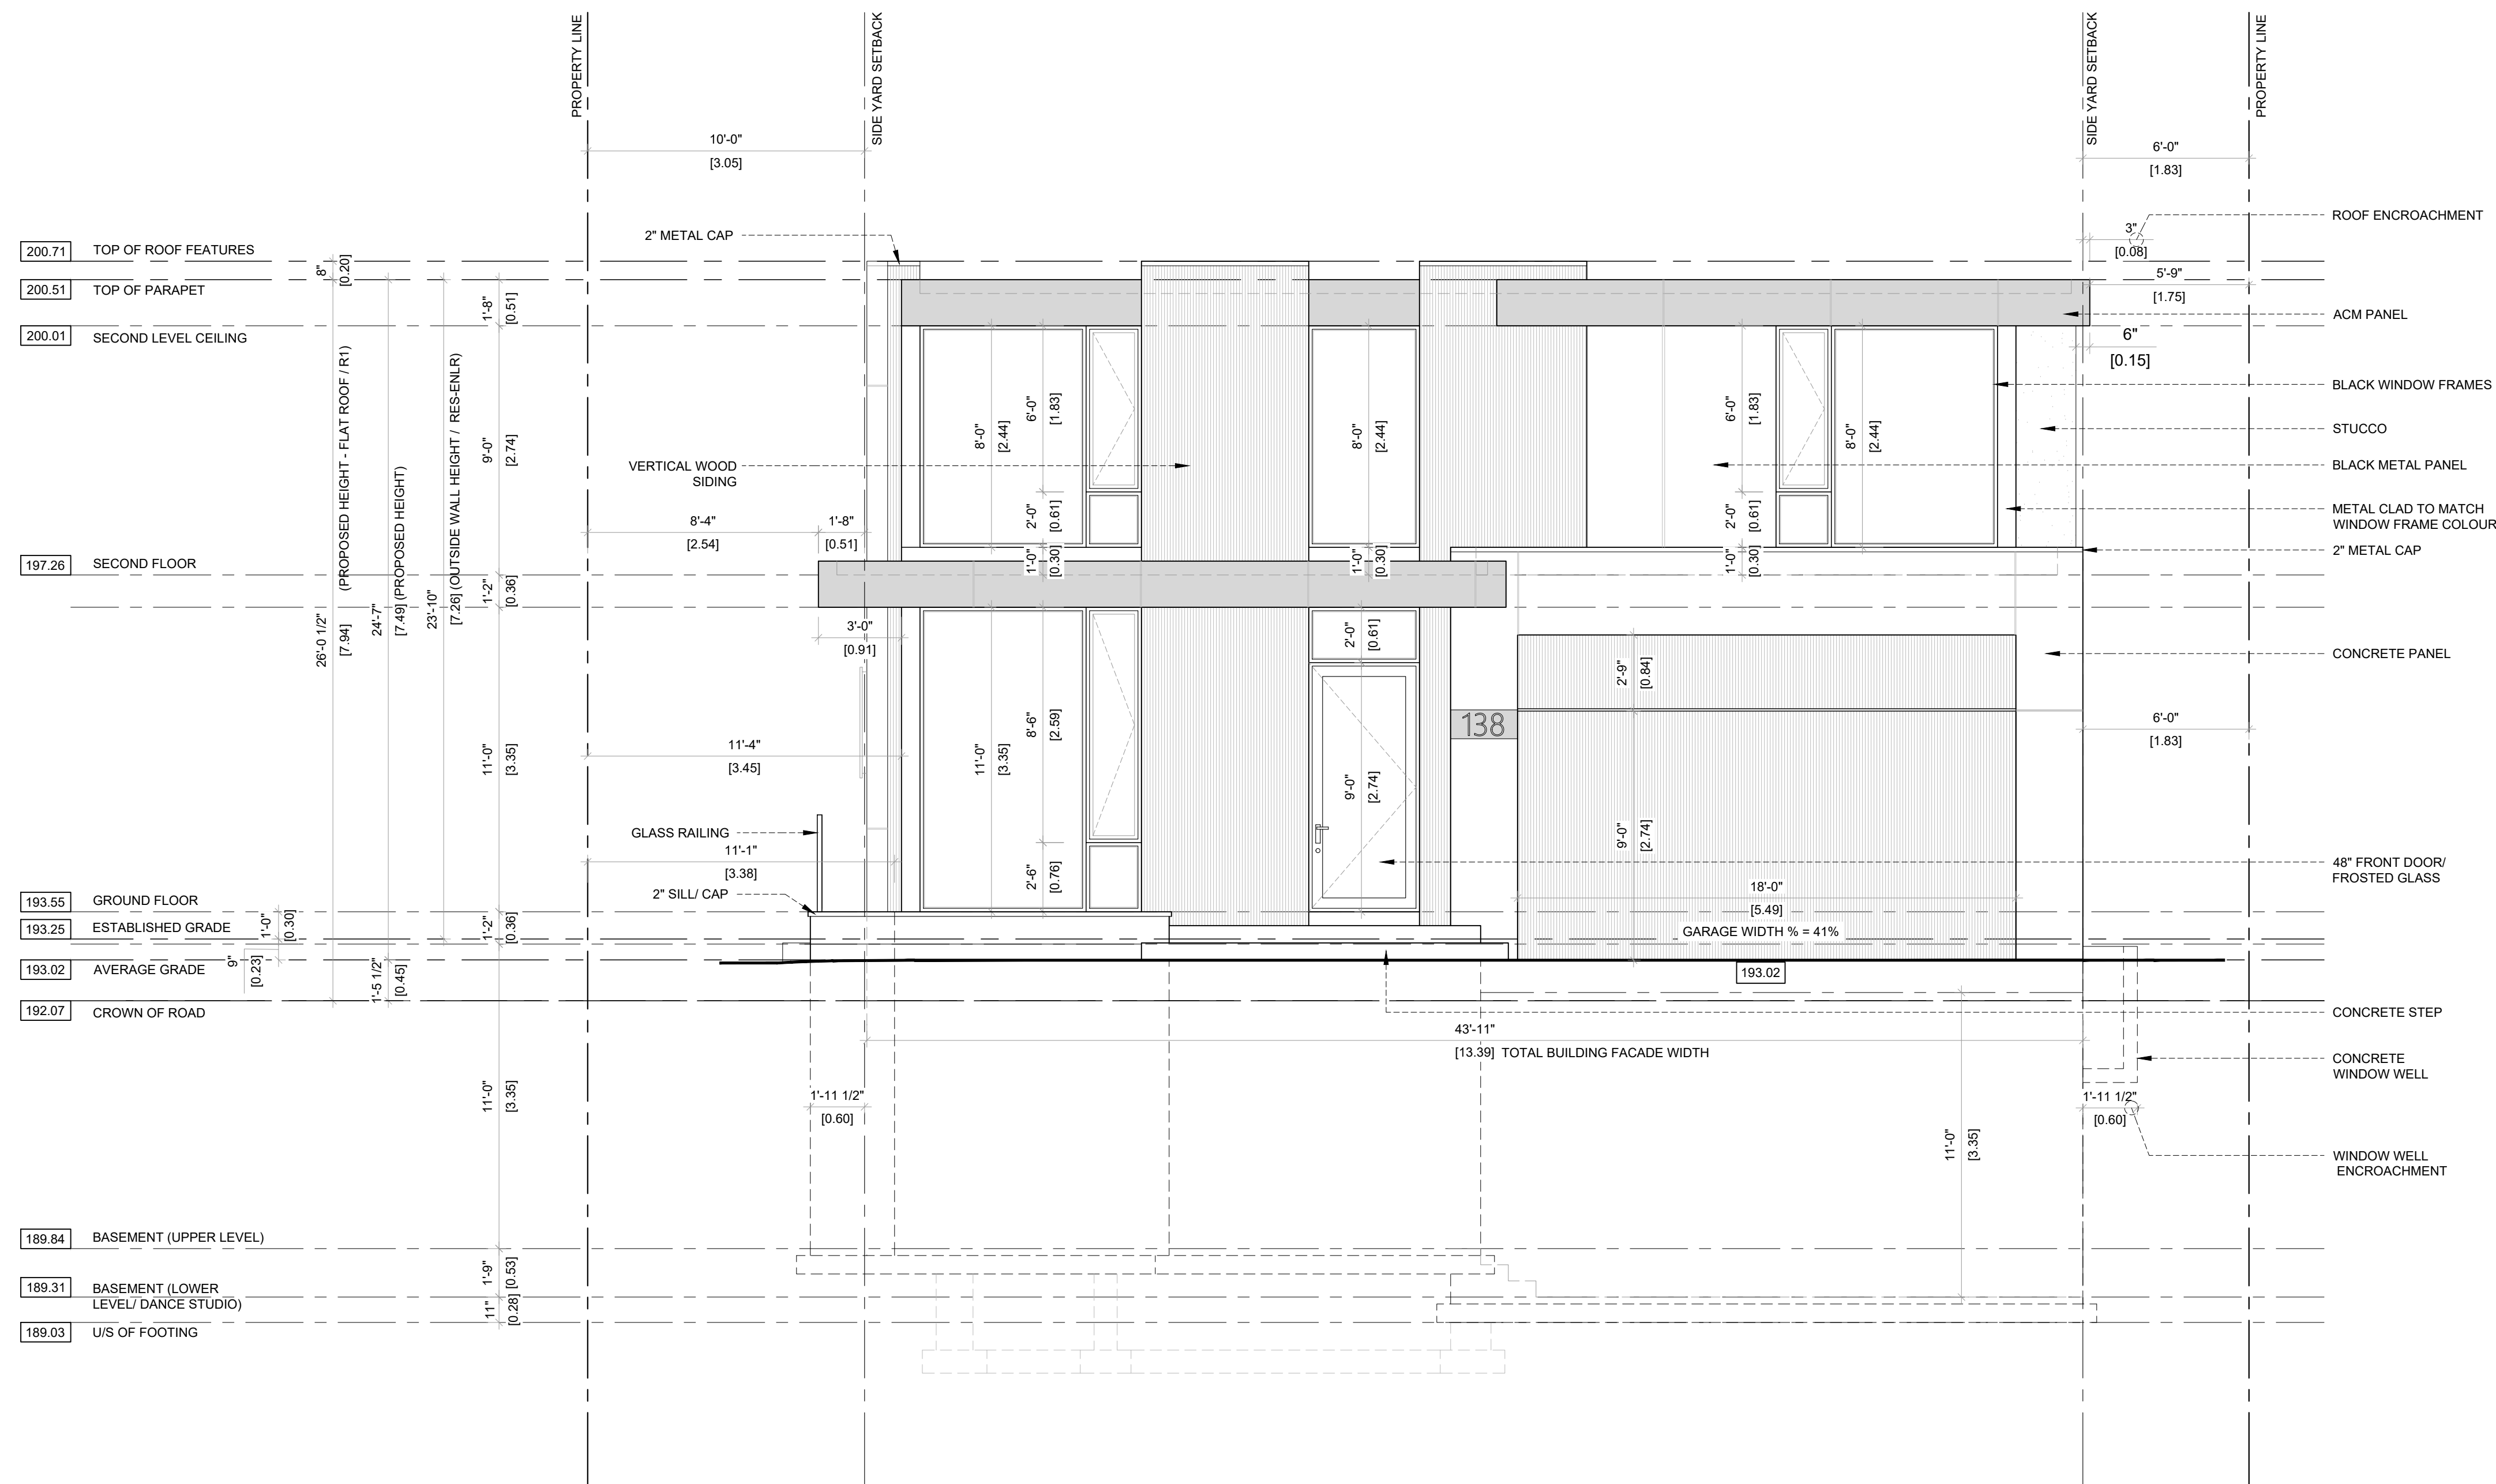 PROPERTY LINE
SIDE YARD SETBACK
SIDE YARD SETBACK
PROPERTY LINE
10'-0"
[3.05]
6'-0"
[1.83]
ROOF ENCROACHMENT
2" METAL CAP
3"
[0.08]
200.71 TOP OF ROOF FEATURES
8"
[0.20]
5'-9"
[1.75]
200.51 TOP OF PARAPET
1'-8"
[0.51]
ACM PANEL
200.01 SECOND LEVEL CEILING
6"
[0.15]
BLACK WINDOW FRAMES
26'-0 1/2"
[7.94] (PROPOSED HEIGHT - FLAT ROOF / R1)
24'-7"
[7.49] (PROPOSED HEIGHT)
23'-10"
[7.26] (OUTSIDE WALL HEIGHT / RES-ENLR)
9'-0"
[2.74]
8'-0"
[2.44]
6'-0"
[1.83]
8'-0"
[2.44]
6'-0"
[1.83]
8'-0"
[2.44]
STUCCO
VERTICAL WOOD
SIDING
BLACK METAL PANEL
2'-0"
[0.61]
2'-0"
[0.61]
METAL CLAD TO MATCH
WINDOW FRAME COLOUR
8'-4"
[2.54]
1'-8"
[0.51]
2" METAL CAP
1'-0"
[0.30]
1'-0"
[0.30]
1'-0"
[0.30]
197.26 SECOND FLOOR
1'-2"
[0.36]
3'-0"
[0.91]
2'-0"
[0.61]
2'-9"
[0.84]
CONCRETE PANEL
138
6'-0"
[1.83]
11'-4"
[3.45]
11'-0"
[3.35]
11'-0"
[3.35]
8'-6"
[2.59]
9'-0"
[2.74]
9'-0"
[2.74]
GLASS RAILING
11'-1"
[3.38]
2'-6"
[0.76]
48" FRONT DOOR/
FROSTED GLASS
2" SILL/ CAP
18'-0"
[5.49]
193.55 GROUND FLOOR
1'-0"
[0.30]
1'-2"
[0.36]
193.25 ESTABLISHED GRADE
GARAGE WIDTH % = 41%
193.02 AVERAGE GRADE
9"
[0.23]
1'-5 1/2"
[0.45]
193.02
192.07 CROWN OF ROAD
CONCRETE STEP
43'-11"
[13.39] TOTAL BUILDING FACADE WIDTH
CONCRETE
WINDOW WELL
11'-0"
[3.35]
1'-11 1/2"
[0.60]
1'-11 1/2"
[0.60]
11'-0"
[3.35]
WINDOW WELL
ENCROACHMENT
189.84 BASEMENT (UPPER LEVEL)
1'-9"
[0.53]
189.31 BASEMENT (LOWER
LEVEL/ DANCE STUDIO)
11"
[0.28]
189.03 U/S OF FOOTING